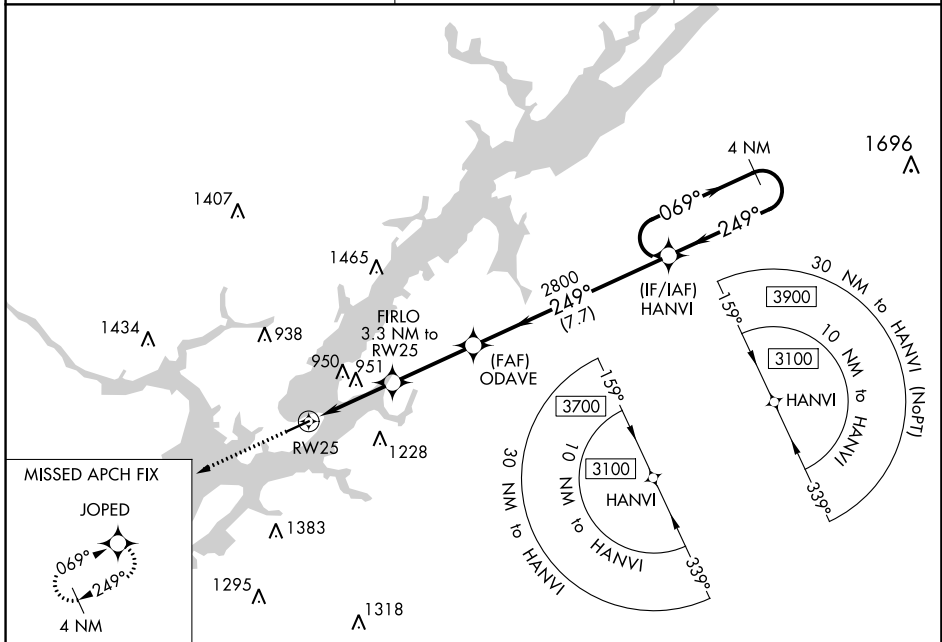 1696
4 NM
069°
249°
1407
1465
2800
249°
(7.7)
(IF/IAF)
HANVI
30 NM to HANVI (NoPT)
159°
3900
10 NM to HANVI
3100
HANVI
339°
1434
938
FIRLO
3.3 NM to
RW25
950
951
(FAF)
ODAVE
159°
3700
30 NM to HANVI
3100
10 NM to HANVI
HANVI
339°
RW25
1228
MISSED APCH FIX
JOPED
069°
249°
4 NM
1383
1295
1318